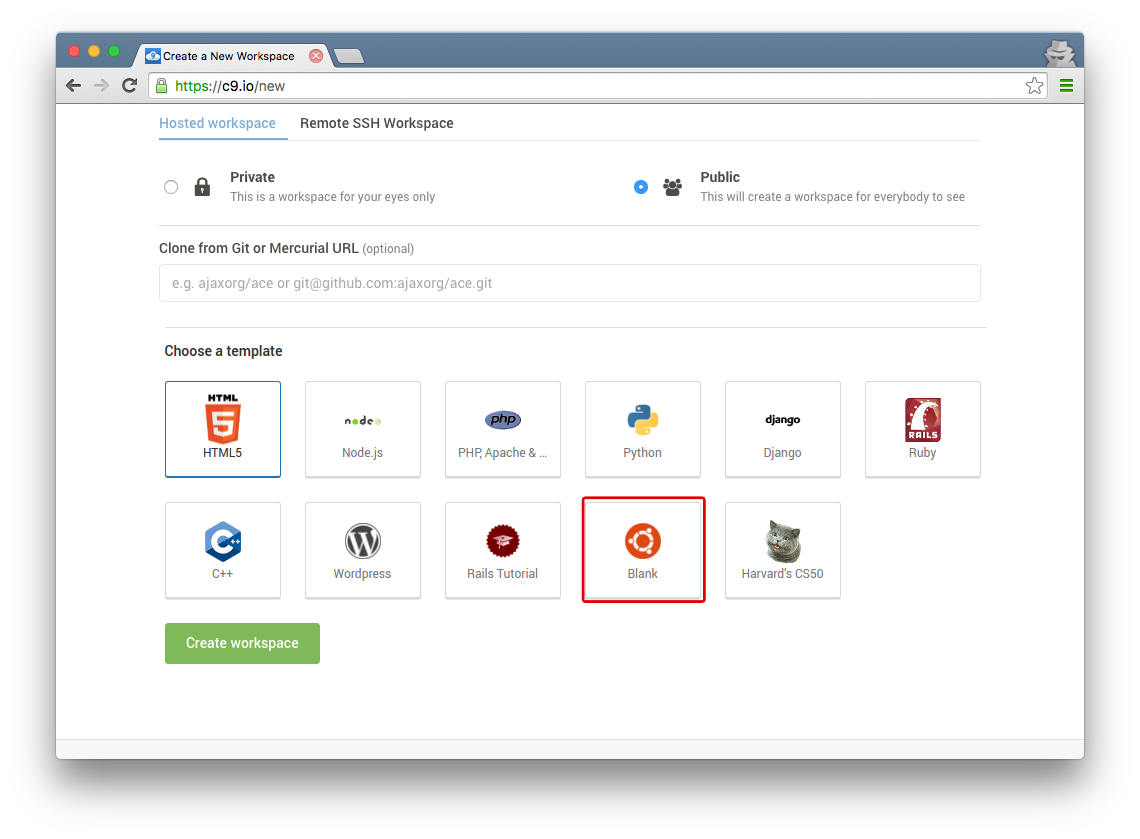 Create a New Workspace
https://c9.io/new
Hosted workspace Remote SSH Workspace
Private
This is a workspace for your eyes only
Public
This will create a workspace for everybody to see
Clone from Git or Mercurial URL (optional)
e.g. ajaxorg/ace or git@github.com:ajaxorg/ace.git
Choose a template
HTML
5
HTML5
node
Node.js
php
PHP, Apache & ...
Python
django
Django
RAILS
Ruby
C++
C++
W
Wordpress
Rails Tutorial
Blank
Harvard's CS50
Create workspace